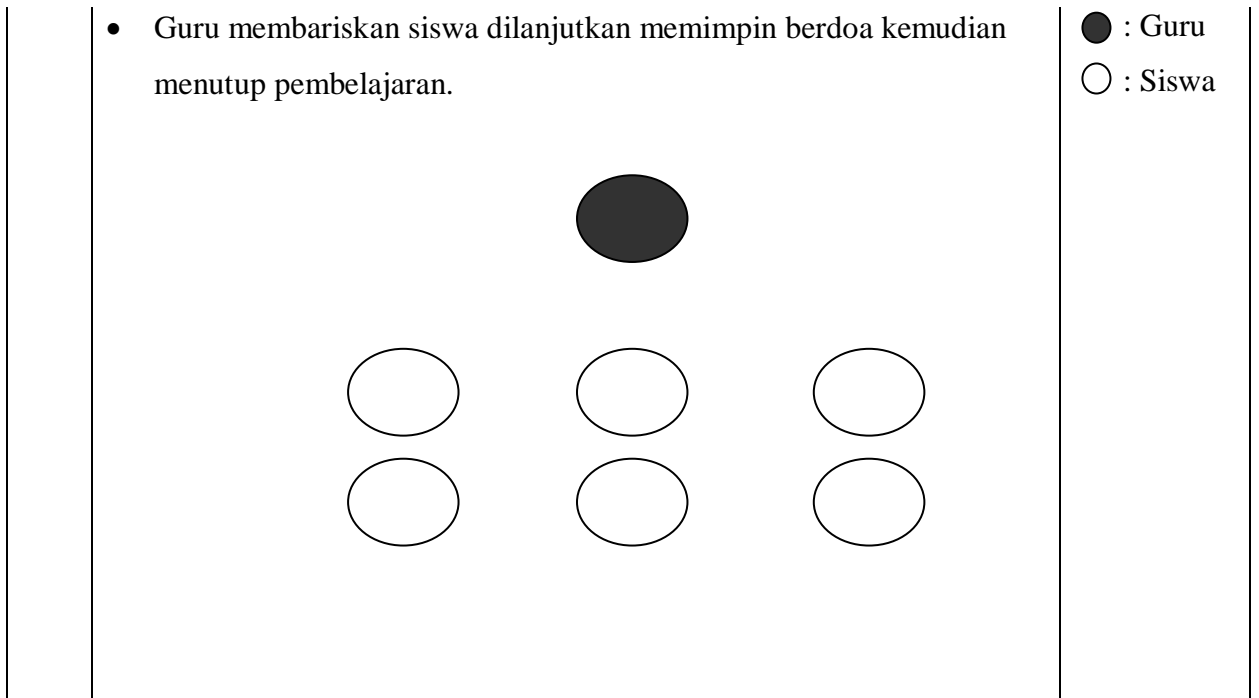 • Guru membariskan siswa dilanjutkan memimpin berdoa kemudian
menutup pembelajaran.
: Guru
: Siswa